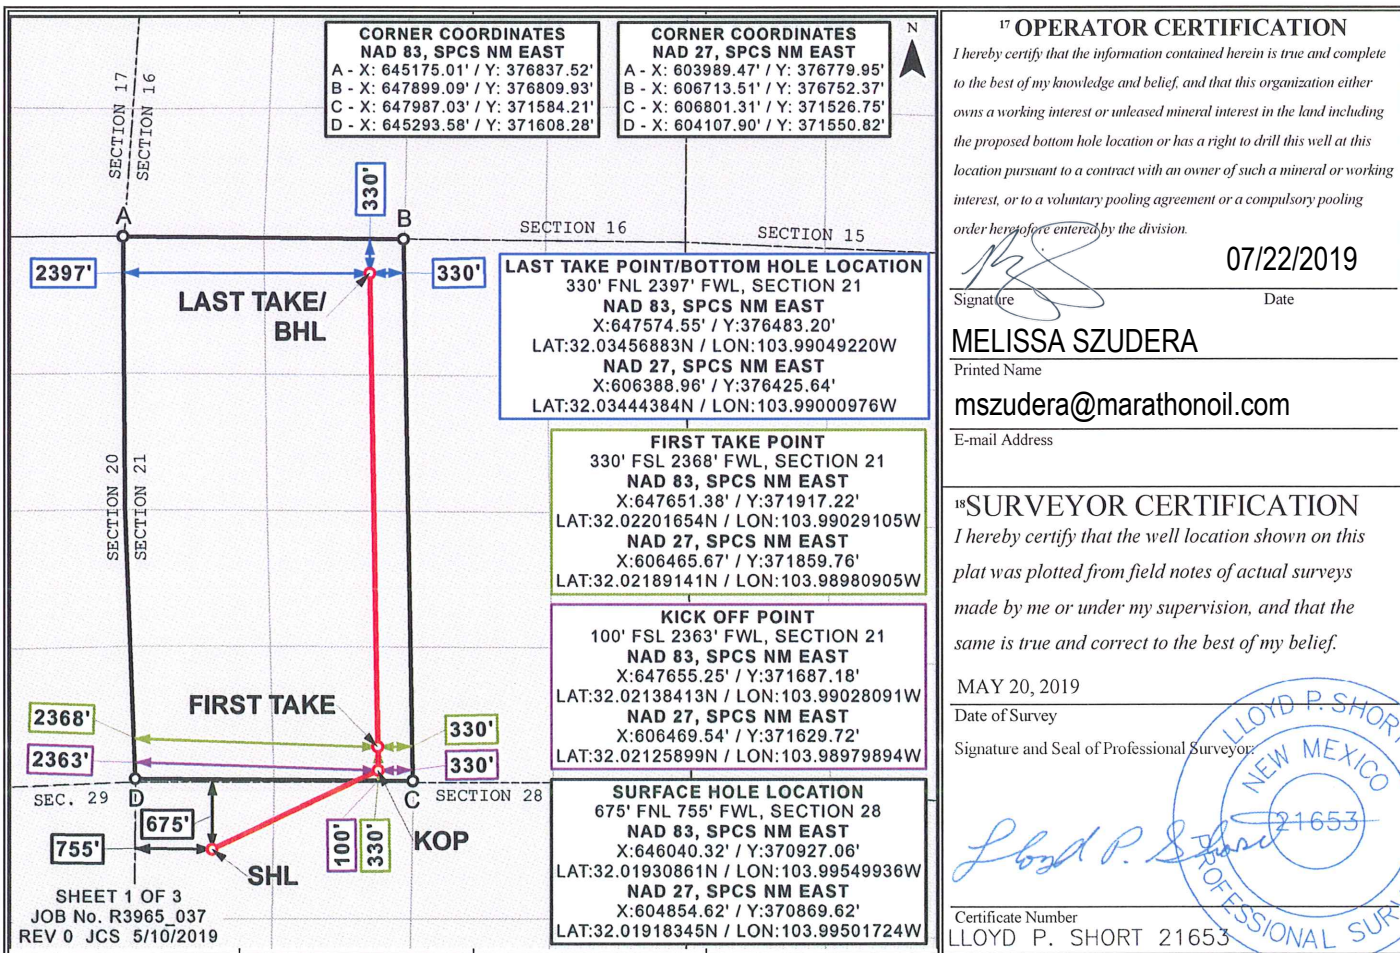 CORNER COORDINATES
NAD 83, SPCS NM EAST
A - X: 645175.01' / Y: 376837.52'
B - X: 647899.09' / Y: 376809.93'
C - X: 647987.03' / Y: 371584.21'
D - X: 645293.58' / Y: 371608.28'
CORNER COORDINATES
NAD 27, SPCS NM EAST
A - X: 603989.47' / Y: 376779.95'
B - X: 606713.51' / Y: 376752.37'
C - X: 606801.31' / Y: 371526.75'
D - X: 604107.90' / Y: 371550.82'
N
SECTION 17
SECTION 16
330'
A
B
SECTION 16
SECTION 15
2397'
330'
LAST TAKE/
BHL
LAST TAKE POINT/BOTTOM HOLE LOCATION
330' FNL 2397' FWL, SECTION 21
NAD 83, SPCS NM EAST
X:647574.55' / Y:376483.20'
LAT:32.03456883N / LON:103.99049220W
NAD 27, SPCS NM EAST
X:606388.96' / Y:376425.64'
LAT:32.03444384N / LON:103.99000976W
SECTION 20
SECTION 21
FIRST TAKE POINT
330' FSL 2368' FWL, SECTION 21
NAD 83, SPCS NM EAST
X:647651.38' / Y:371917.22'
LAT:32.02201654N / LON:103.99029105W
NAD 27, SPCS NM EAST
X:606465.67' / Y:371859.76'
LAT:32.02189141N / LON:103.98980905W
KICK OFF POINT
100' FSL 2363' FWL, SECTION 21
NAD 83, SPCS NM EAST
X:647655.25' / Y:371687.18'
LAT:32.02138413N / LON:103.99028091W
NAD 27, SPCS NM EAST
X:606469.54' / Y:371629.72'
LAT:32.02125899N / LON:103.98979894W
FIRST TAKE
2368'
330'
2363'
330'
SEC. 29
D
C
SECTION 28
675'
755'
100'
330'
KOP
SHL
SURFACE HOLE LOCATION
675' FNL 755' FWL, SECTION 28
NAD 83, SPCS NM EAST
X:646040.32' / Y:370927.06'
LAT:32.01930861N / LON:103.99549936W
NAD 27, SPCS NM EAST
X:604854.62' / Y:370869.62'
LAT:32.01918345N / LON:103.99501724W
SHEET 1 OF 3
JOB No. R3965_037
REV 0 JCS 5/10/2019
17 OPERATOR CERTIFICATION
I hereby certify that the information contained herein is true and complete
to the best of my knowledge and belief, and that this organization either
owns a working interest or unleased mineral interest in the land including
the proposed bottom hole location or has a right to drill this well at this
location pursuant to a contract with an owner of such a mineral or working
interest, or to a voluntary pooling agreement or a compulsory pooling
order heretofore entered by the division.
07/22/2019
Signature Date
MELISSA SZUDERA
Printed Name
mszudera@marathonoil.com
E-mail Address
18 SURVEYOR CERTIFICATION
I hereby certify that the well location shown on this
plat was plotted from field notes of actual surveys
made by me or under my supervision, and that the
same is true and correct to the best of my belief.
MAY 20, 2019
Date of Survey
Signature and Seal of Professional Surveyor:
LLOYD P. SHORT
NEW MEXICO
21653
PROFESSIONAL SURV
Lloyd P. Short
Certificate Number
LLOYD P. SHORT 21653